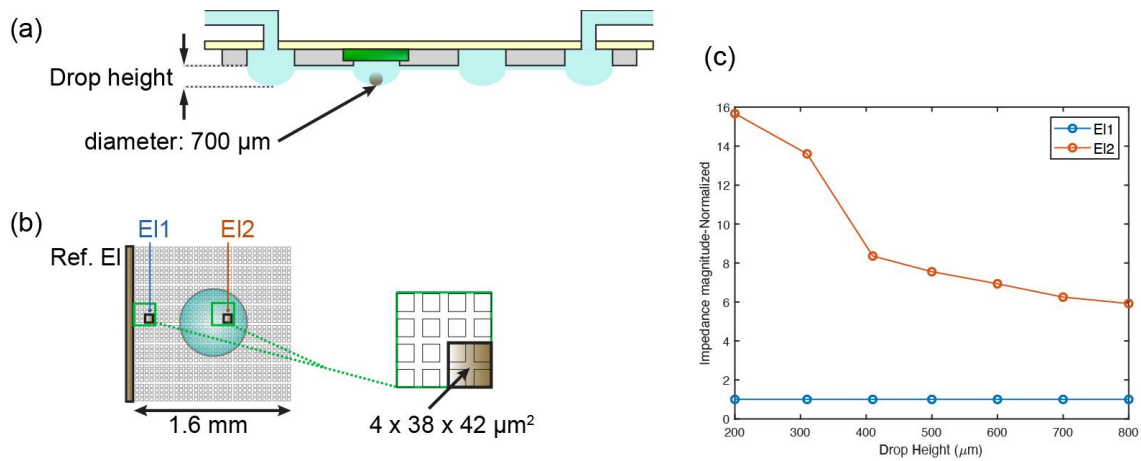 (a)
Drop height
diameter: 700 µm
(b)
El1
El2
Ref. El
1.6 mm
4 x 38 x 42 µm²
(c)
Impedance magnitude-Normalized
16
14
12
10
8
6
4
2
0
El1
El2
200
300
400
500
600
700
800
Drop Height (µm)